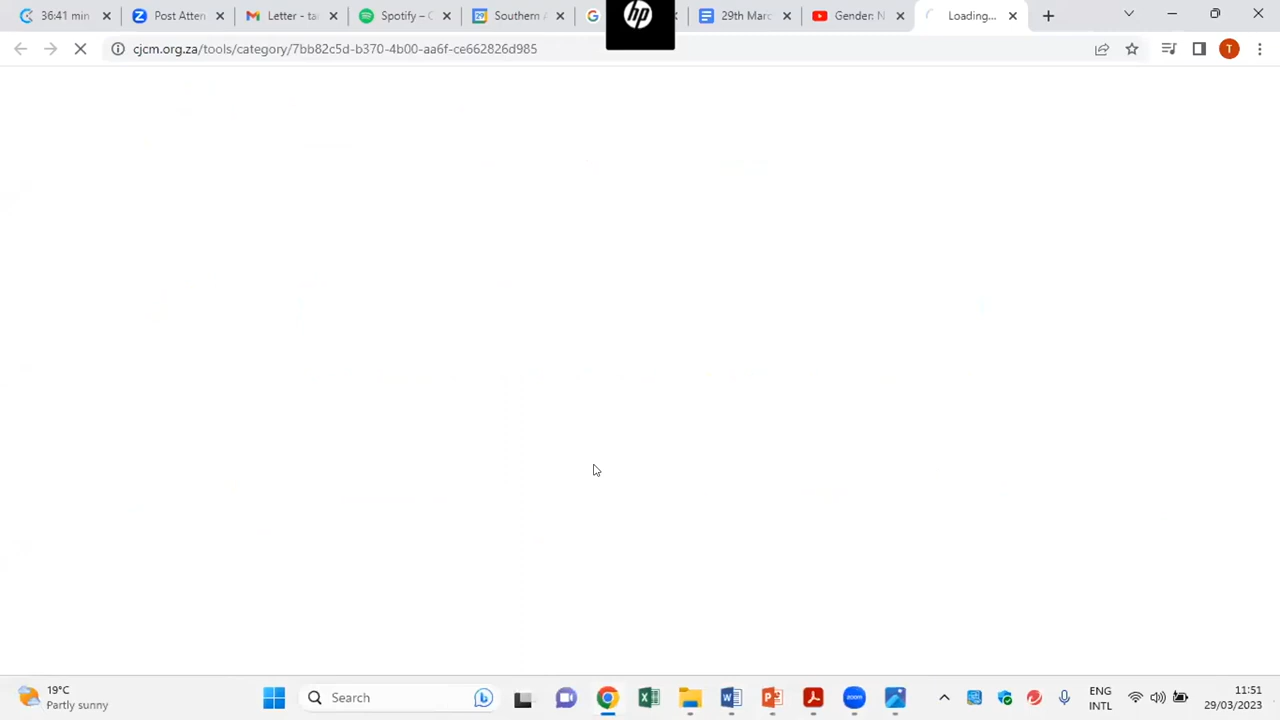 36:41 min
Post Atten
Letter - ta
Spotify – C
Southern A
29th Marc
Gender: N
Loading...
hp
cjcm.org.za/tools/category/7bb82c5d-b370-4b00-aa6f-ce662826d985
T
19°C
Partly sunny
Search
zoom
ENG
INTL
11:51
29/03/2023